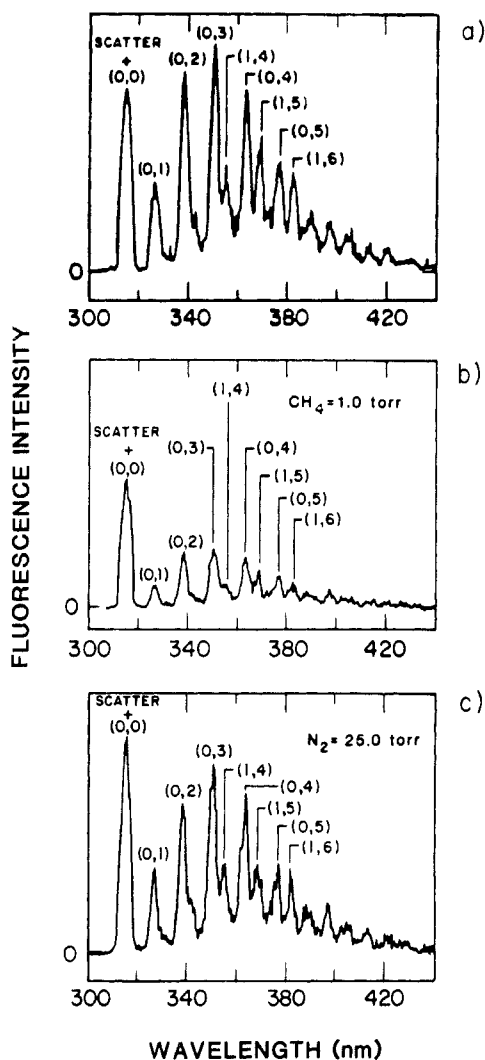 a)
SCATTER
+
(0,0)
(0,1)
(0,2)
(0,3)
(1,4)
(0,4)
(1,5)
(0,5)
(1,6)
0
300 340 380 420
b)
CH₄ = 1.0 torr
SCATTER
+
(0,0)
(0,1)
(0,2)
(0,3)
(1,4)
(0,4)
(1,5)
(0,5)
(1,6)
0
300 340 380 420
c)
N₂ = 25.0 torr
SCATTER
+
(0,0)
(0,1)
(0,2)
(0,3)
(1,4)
(0,4)
(1,5)
(0,5)
(1,6)
0
300 340 380 420
FLUORESCENCE INTENSITY
WAVELENGTH (nm)